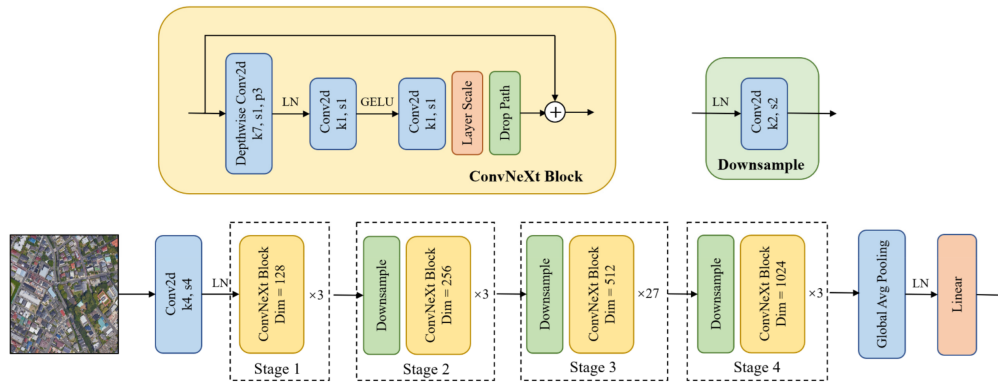 Depthwise Conv2d
k7, s1, p3
LN
Conv2d
k1, s1
GELU
Conv2d
k1, s1
Layer Scale
Drop Path
ConvNeXt Block
LN
Conv2d
k2, s2
Downsample
Conv2d
k4, s4
LN
ConvNeXt Block
Dim = 128
×3
Stage 1
Downsample
ConvNeXt Block
Dim = 256
×3
Stage 2
Downsample
ConvNeXt Block
Dim = 512
×27
Stage 3
Downsample
ConvNeXt Block
Dim = 1024
×3
Stage 4
Global Avg Pooling
LN
Linear